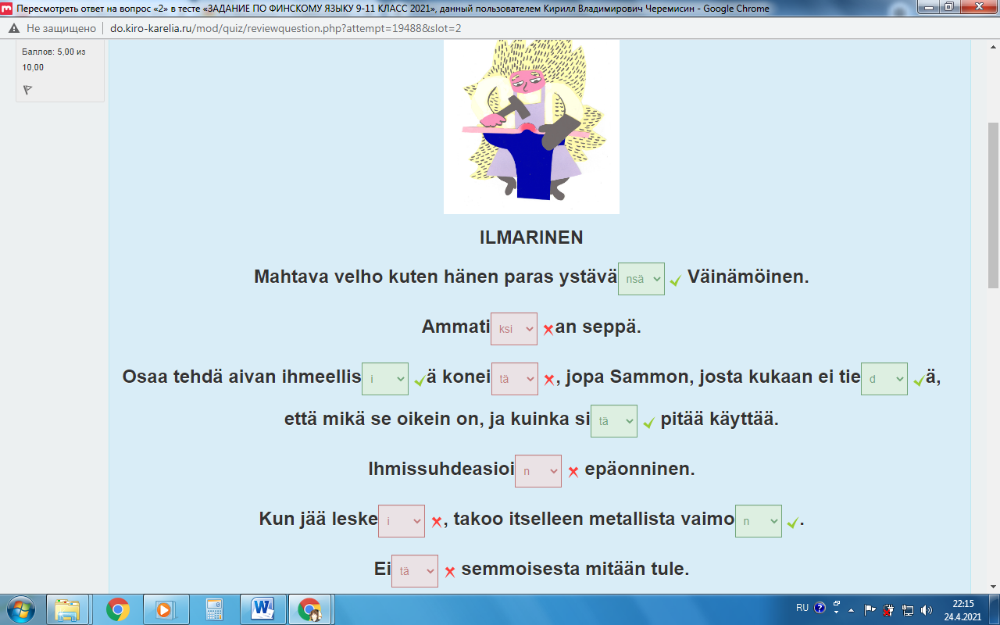 Пересмотреть ответ на вопрос «2» в тесте «ЗАДАНИЕ ПО ФИНСКОМУ ЯЗЫКУ 9-11 КЛАСС 2021», данный пользователем Кирилл Владимирович Черемисин - Google Chrome
Не защищено do.kiro-karelia.ru/mod/quiz/reviewquestion.php?attempt=19488&slot=2
Баллов: 5,00 из
10,00
ILMARINEN
Mahtava velho kuten hänen paras ystävä nsä Väinämöinen.
Ammati ksi an seppä.
Osaa tehdä aivan ihmeellis i ä konei tä , jopa Sammon, josta kukaan ei tie d ä,
että mikä se oikein on, ja kuinka si tä pitää käyttää.
Ihmissuhdeasioi n epäonninen.
Kun jää leske i , takoo itselleen metallista vaimo n .
Ei tä semmoisesta mitään tule.
RU
22:15
24.4.2021